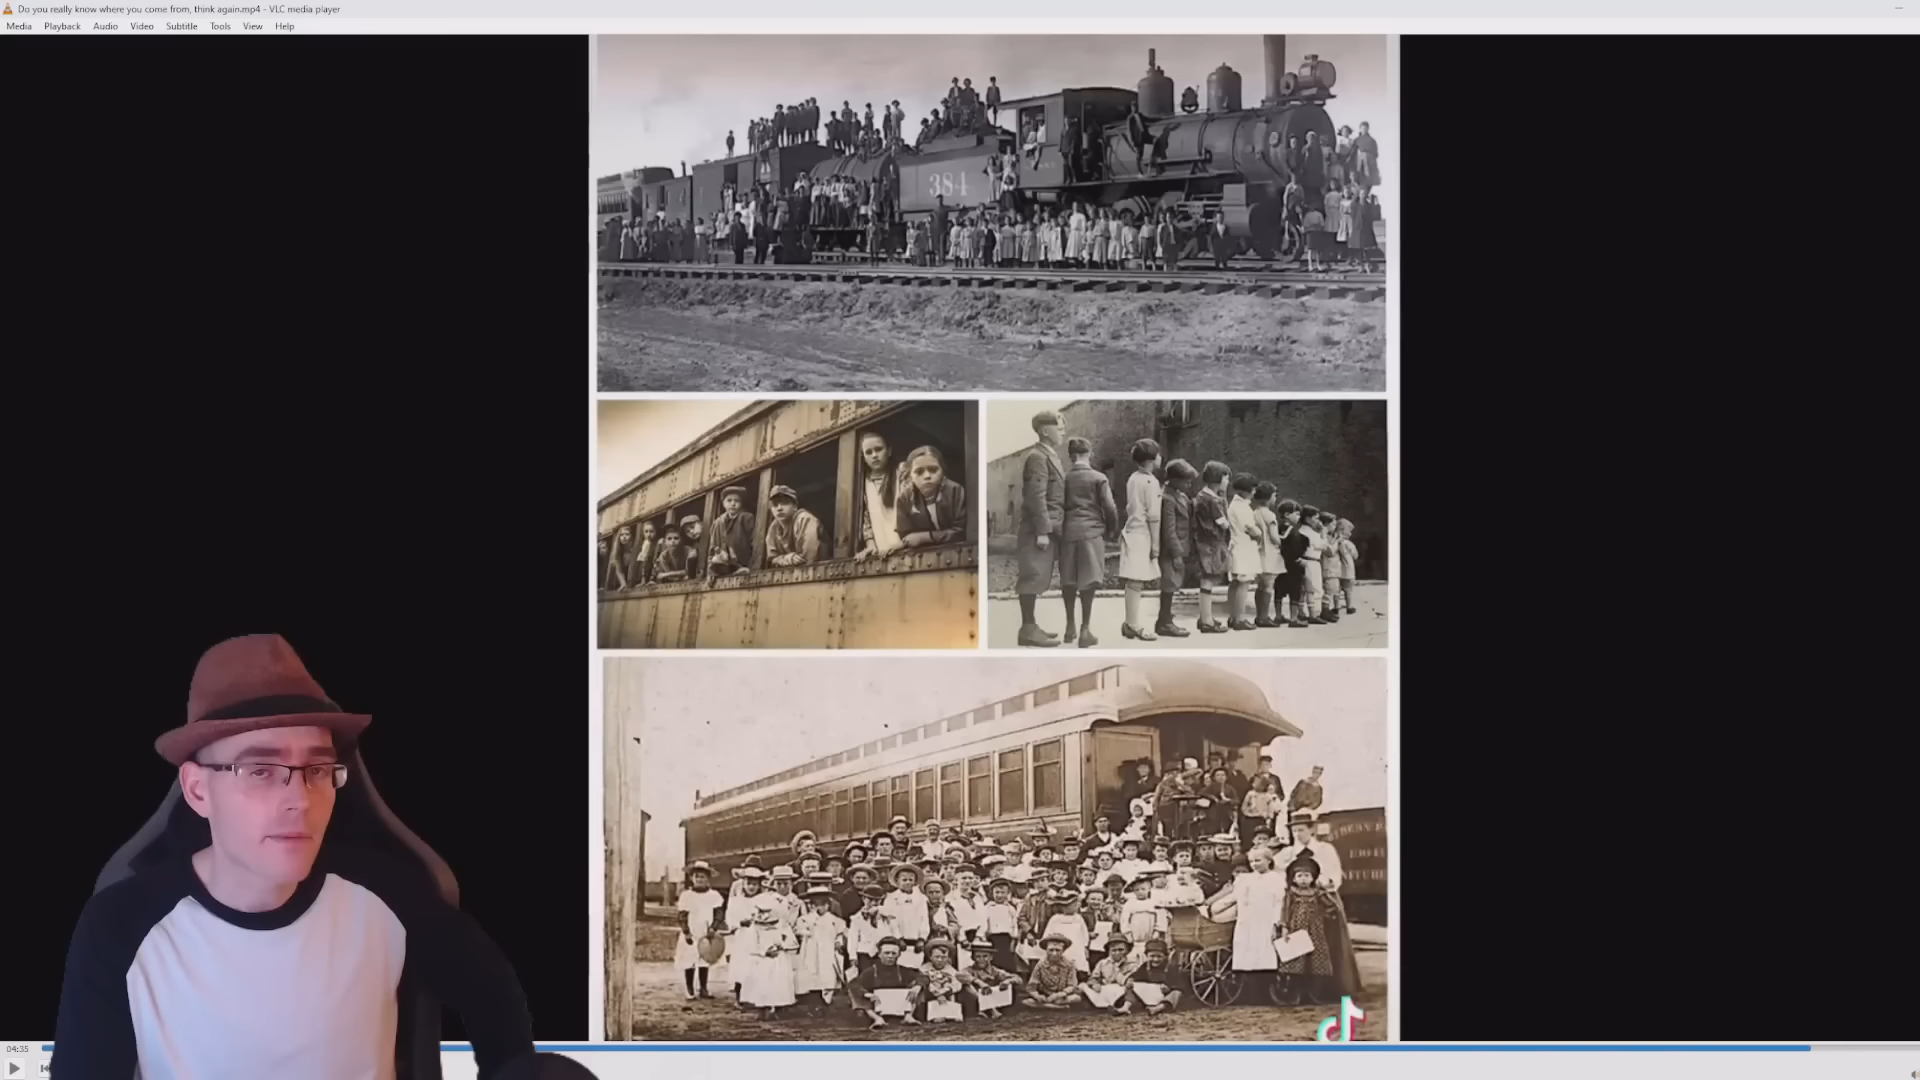 Do you really know where you come from, think again.mp4 - VLC media player
Media Playback Audio Video Subtitle Tools View Help
384
04:35